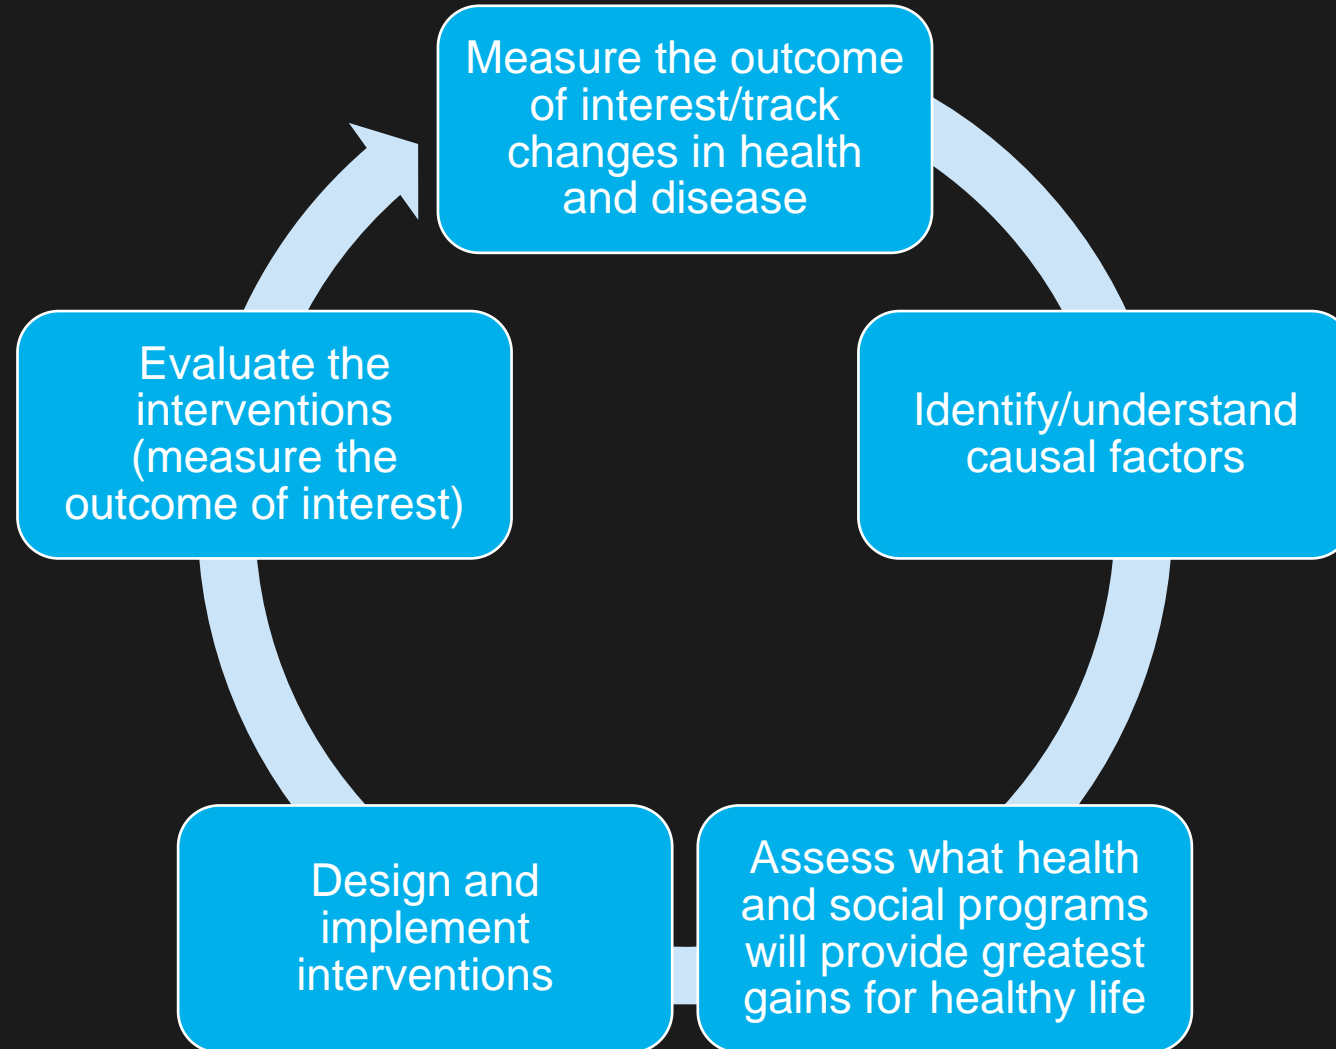 Measure the outcome
of interest/track
changes in health
and disease
Identify/understand
causal factors
Assess what health
and social programs
will provide greatest
gains for healthy life
Design and
implement
interventions
Evaluate the
interventions
(measure the
outcome of interest)